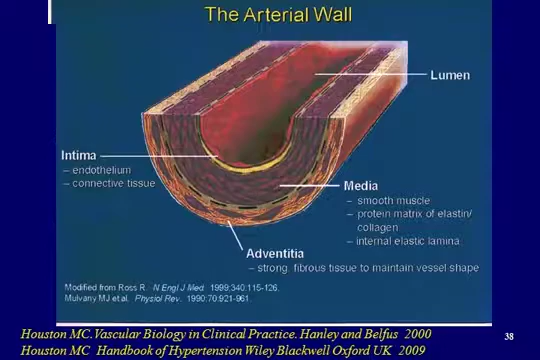 The Arterial Wall
Lumen
Intima
– endothelium
– connective tissue
Media
– smooth muscle
– protein matrix of elastin/
collagen
– internal elastic lamina
Adventitia
– strong, fibrous tissue to maintain vessel shape
Modified from Ross R. N Engl J Med. 1999;340:115-126.
Mulvany MJ et al. Physiol Rev. 1990;70:921-961.
Houston MC. Vascular Biology in Clinical Practice. Hanley and Belfus 2000
Houston MC Handbook of Hypertension Wiley Blackwell Oxford UK 2009
38